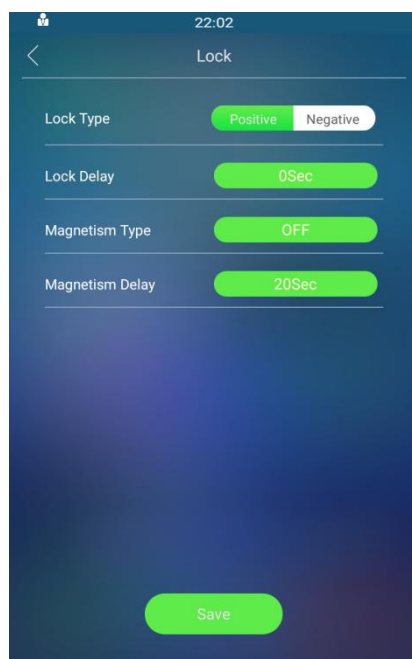 22:02
Lock
Lock Type Positive Negative
Lock Delay 0Sec
Magnetism Type OFF
Magnetism Delay 20Sec
Save